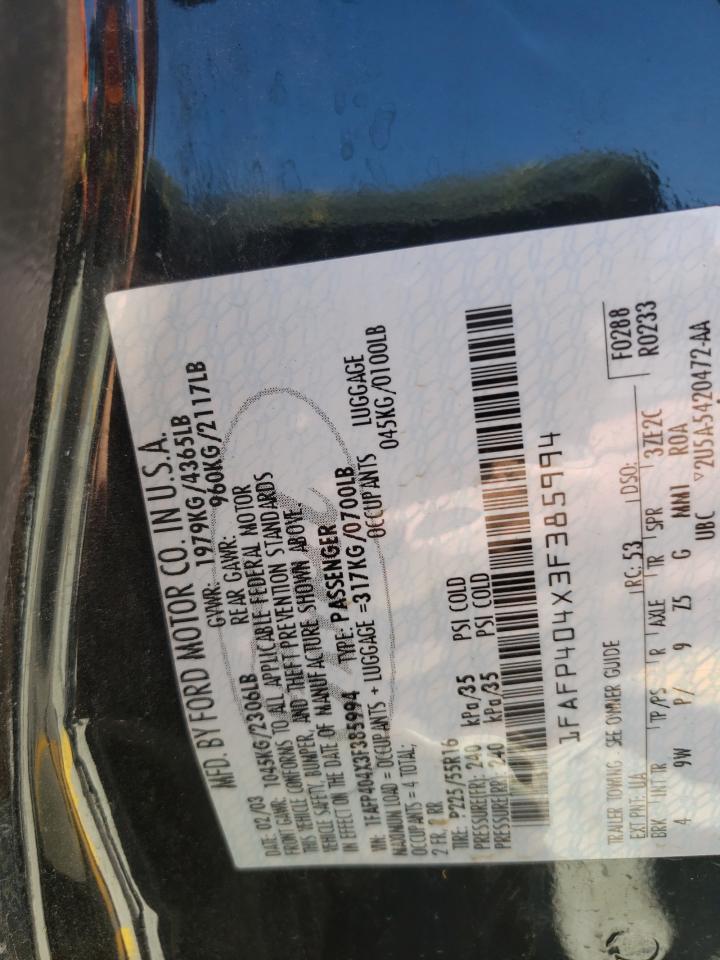 MFD. BY FORD MOTOR CO. IN U.S.A.
DATE: 02/03 GVWR: 1979KG/4365LB
FRONT GAWR: 1045KG/2306LB REAR GAWR: 960KG/2117LB
THIS VEHICLE CONFORMS TO ALL APPLICABLE FEDERAL MOTOR
VEHICLE SAFETY, BUMPER, AND THEFT PREVENTION STANDARDS
IN EFFECT ON THE DATE OF MANUFACTURE SHOWN ABOVE.
VIN: 1FAFP404X3F385994 TYPE: PASSENGER
MAXIMUM LOAD = OCCUPANTS + LUGGAGE = 317KG/0700LB
OCCUPANTS = 4 TOTAL; OCCUPANTS LUGGAGE
2 FR, 2 RR 045KG/0100LB
TIRE: P225/55R16
PRESSURE(FR): 240 kPa/35 PSI COLD
PRESSURE(RR): 240 kPa/35 PSI COLD
1FAFP404X3F385994
TRAILER TOWING - SEE OWNER GUIDE
EXT PNT: UA RC: 53 DSO: F0288
BRK INT TR TP/PS R AXLE TR SPR 3ZE2C R0233
4 9W P/ 9 Z5 G MMMI ROA
UBC ▽2U5A-5420472-AA